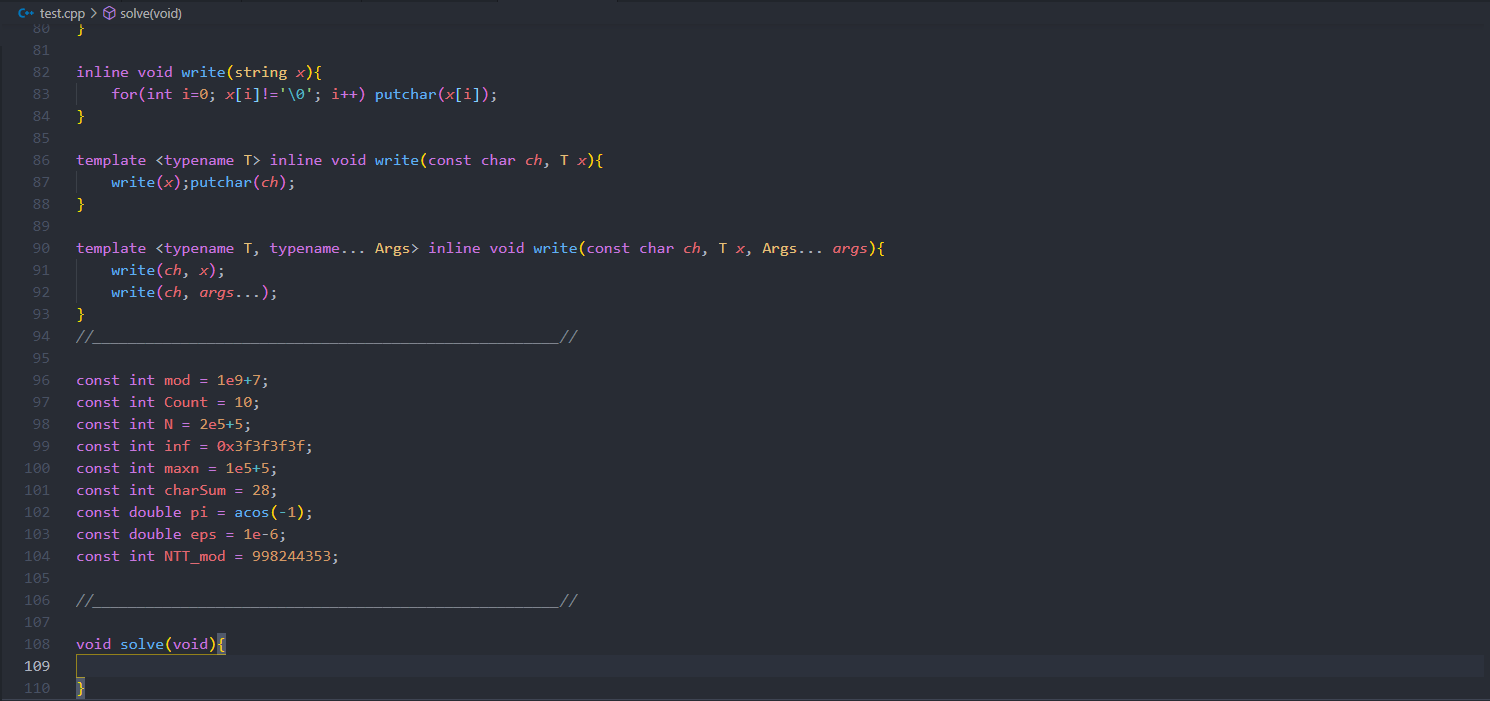 test.cpp > solve(void)
80 }
81
82 inline void write(string x){
83     for(int i=0; x[i]!='\0'; i++) putchar(x[i]);
84 }
85
86 template <typename T> inline void write(const char ch, T x){
87     write(x);putchar(ch);
88 }
89
90 template <typename T, typename... Args> inline void write(const char ch, T x, Args... args){
91     write(ch, x);
92     write(ch, args...);
93 }
94 //_____________________________________________________//
95
96 const int mod = 1e9+7;
97 const int Count = 10;
98 const int N = 2e5+5;
99 const int inf = 0x3f3f3f3f;
100 const int maxn = 1e5+5;
101 const int charSum = 28;
102 const double pi = acos(-1);
103 const double eps = 1e-6;
104 const int NTT_mod = 998244353;
105
106 //_____________________________________________________//
107
108 void solve(void){
109
110 }